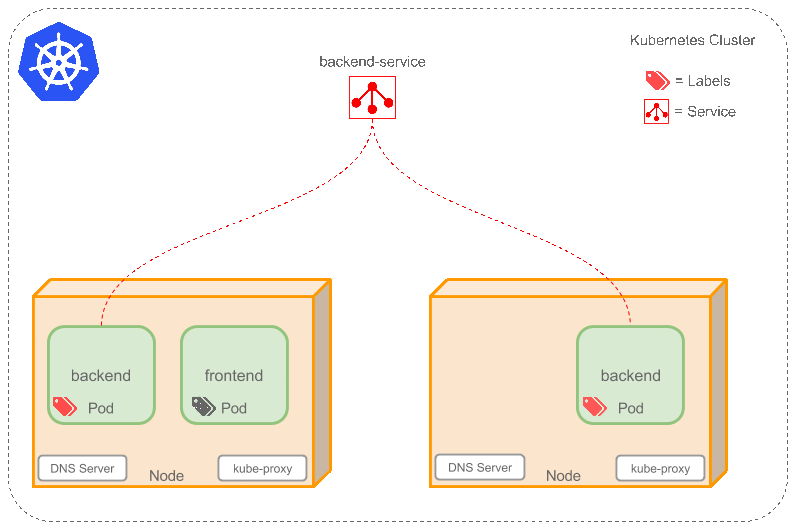 Kubernetes Cluster
backend-service
= Labels
= Service
backend
Pod
frontend
Pod
backend
Pod
DNS Server
Node
kube-proxy
DNS Server
Node
kube-proxy